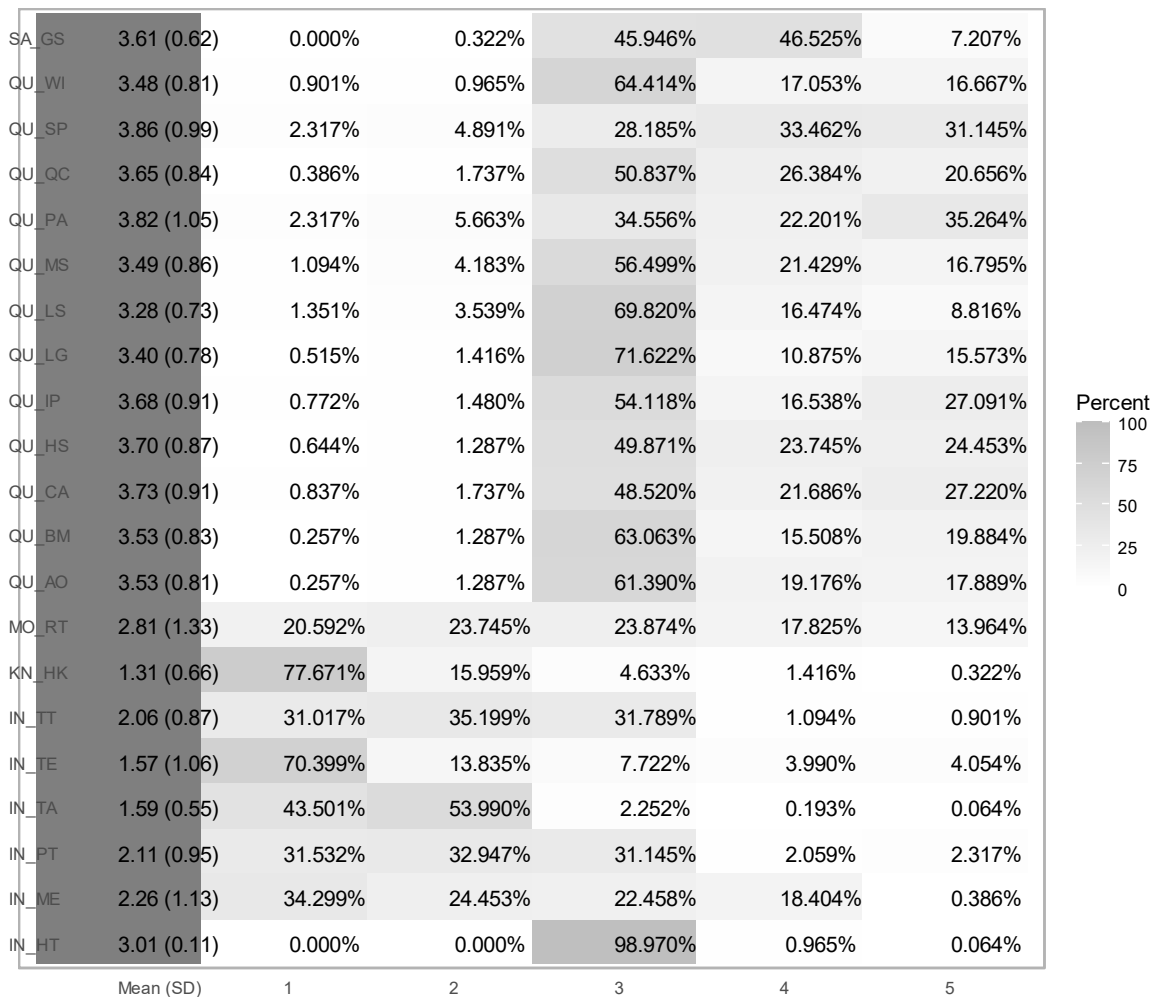 SA_GS 3.61 (0.62) 0.000% 0.322% 45.946% 46.525% 7.207%
QU_WI 3.48 (0.81) 0.901% 0.965% 64.414% 17.053% 16.667%
QU_SP 3.86 (0.99) 2.317% 4.891% 28.185% 33.462% 31.145%
QU_QC 3.65 (0.84) 0.386% 1.737% 50.837% 26.384% 20.656%
QU_PA 3.82 (1.05) 2.317% 5.663% 34.556% 22.201% 35.264%
QU_MS 3.49 (0.86) 1.094% 4.183% 56.499% 21.429% 16.795%
QU_LS 3.28 (0.73) 1.351% 3.539% 69.820% 16.474% 8.816%
QU_LG 3.40 (0.78) 0.515% 1.416% 71.622% 10.875% 15.573%
QU_IP 3.68 (0.91) 0.772% 1.480% 54.118% 16.538% 27.091%
QU_HS 3.70 (0.87) 0.644% 1.287% 49.871% 23.745% 24.453%
QU_CA 3.73 (0.91) 0.837% 1.737% 48.520% 21.686% 27.220%
QU_BM 3.53 (0.83) 0.257% 1.287% 63.063% 15.508% 19.884%
QU_AO 3.53 (0.81) 0.257% 1.287% 61.390% 19.176% 17.889%
MO_RT 2.81 (1.33) 20.592% 23.745% 23.874% 17.825% 13.964%
KN_HK 1.31 (0.66) 77.671% 15.959% 4.633% 1.416% 0.322%
IN_TT 2.06 (0.87) 31.017% 35.199% 31.789% 1.094% 0.901%
IN_TE 1.57 (1.06) 70.399% 13.835% 7.722% 3.990% 4.054%
IN_TA 1.59 (0.55) 43.501% 53.990% 2.252% 0.193% 0.064%
IN_PT 2.11 (0.95) 31.532% 32.947% 31.145% 2.059% 2.317%
IN_ME 2.26 (1.13) 34.299% 24.453% 22.458% 18.404% 0.386%
IN_HT 3.01 (0.11) 0.000% 0.000% 98.970% 0.965% 0.064%
Mean (SD) 1 2 3 4 5
Percent
100
75
50
25
0